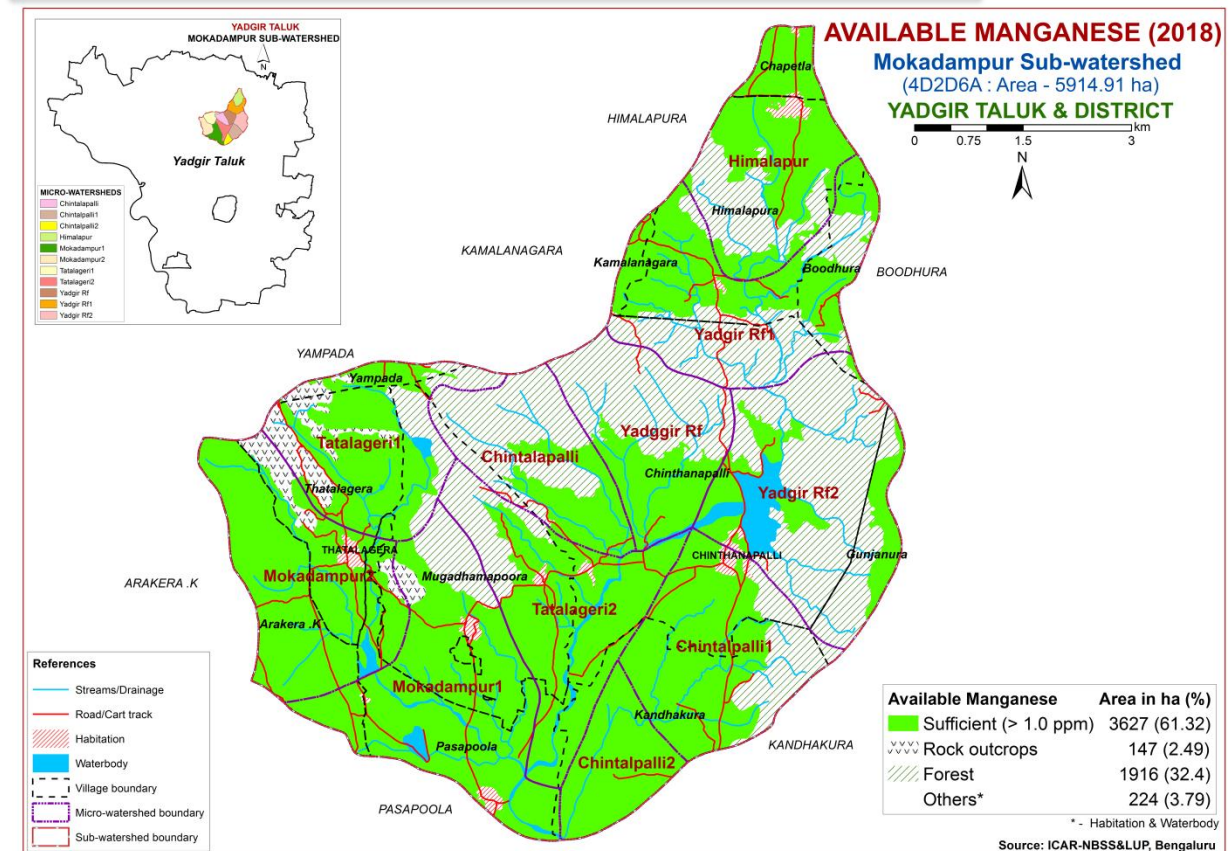 YADGIR TALUK
MOKADAMPUR SUB-WATERSHED
N
Yadgir Taluk
MICRO-WATERSHEDS
Chintalapalli
Chintalpalli1
Chintalpalli2
Himalapur
Mokadampur1
Mokadampur2
Tatalageri1
Tatalageri2
Yadgir Rf
Yadgir Rf1
Yadgir Rf2
AVAILABLE MANGANESE (2018)
Mokadampur Sub-watershed
(4D2D6A : Area - 5914.91 ha)
YADGIR TALUK & DISTRICT
km
0 0.75 1.5 3
N
Chapetla
HIMALAPURA
Himalapur
Himalapura
KAMALANAGARA
Kamalanagara
Boodhura
BOODHURA
Yadgir Rf1
YAMPADA
Yampada
Tatalageri1
Yadggir Rf
Chintalapalli
Chinthanapalli
Thatalagera
Yadgir Rf2
THATALAGERA
CHINTHANAPALLI
Gunjanura
ARAKERA .K
Mokadampur2
Mugadhamapoora
Tatalageri2
Arakera .K
Chintalpalli1
Mokadampur1
Kandhakura
Pasapoola
KANDHAKURA
Chintalpalli2
PASAPOOLA
References
Streams/Drainage
Road/Cart track
Habitation
Waterbody
Village boundary
Micro-watershed boundary
Sub-watershed boundary
Available Manganese Area in ha (%)
Sufficient (> 1.0 ppm) 3627 (61.32)
Rock outcrops 147 (2.49)
Forest 1916 (32.4)
Others* 224 (3.79)
* - Habitation & Waterbody
Source: ICAR-NBSS&LUP, Bengaluru